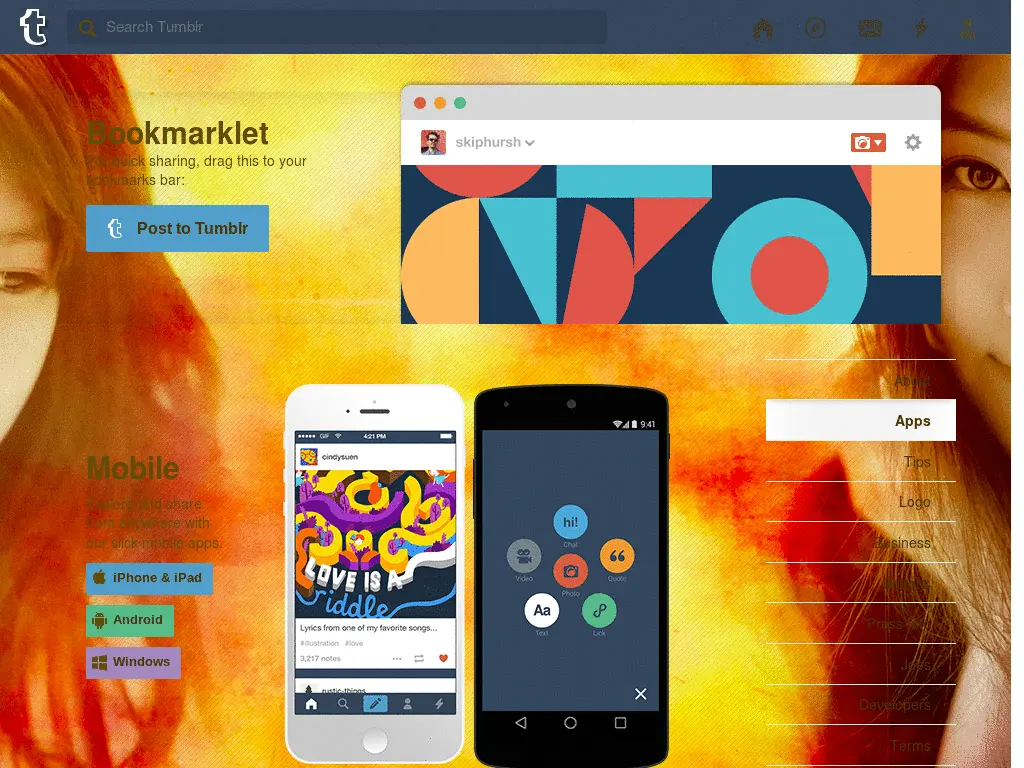 Search Tumblr
Bookmarklet
For quick sharing, drag this to your
bookmarks bar:
Post to Tumblr
skiphursh
Mobile
from anywhere with
our slick mobile apps.
iPhone & iPad
Android
Windows
GIF
4:21 PM
cindysuen
LOVE IS A
riddle
Lyrics from one of my favorite songs...
#illustration #love
3,217 notes
rustic-things
9:41
hi!
Chat
Video
Quote
Photo
Aa
Text
Link
About
Apps
Tips
Logo
Business
Jobs
Developers
Terms